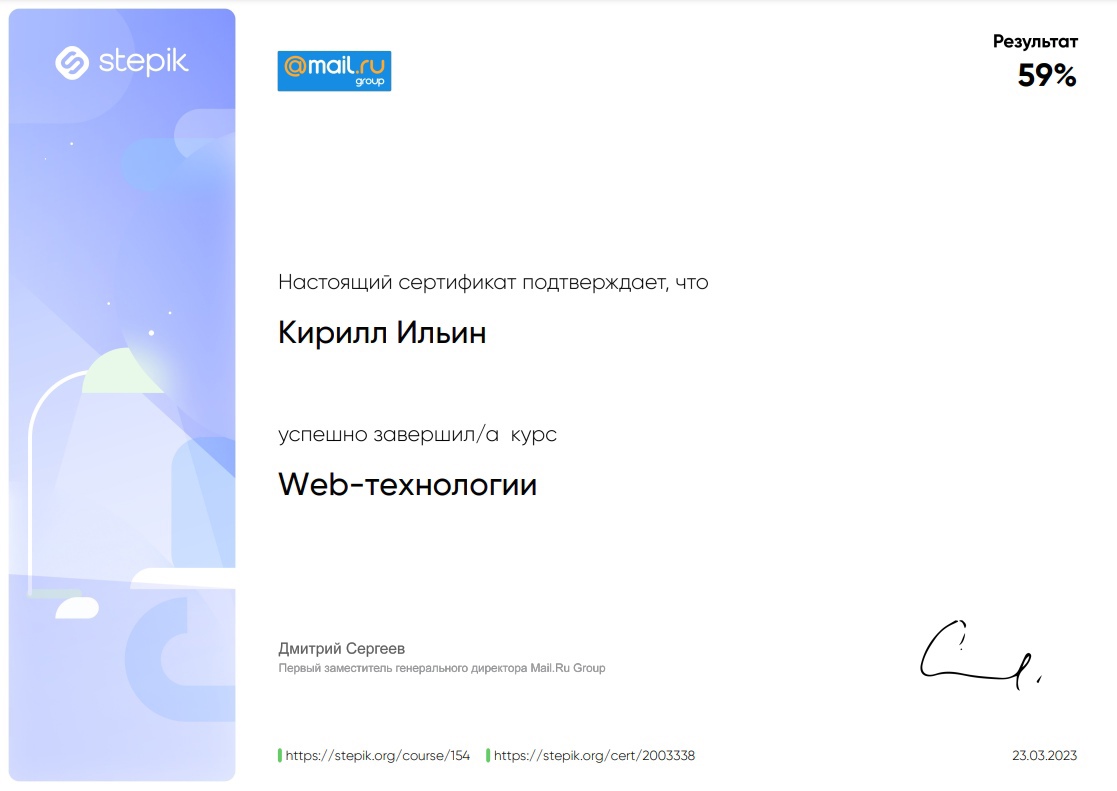 stepik
@mail.ru
group
Результат
59%
Настоящий сертификат подтверждает, что
Кирилл Ильин
успешно завершил/а курс
Web-технологии
Дмитрий Сергеев
Первый заместитель генерального директора Mail.Ru Group
https://stepik.org/course/154 https://stepik.org/cert/2003338
23.03.2023